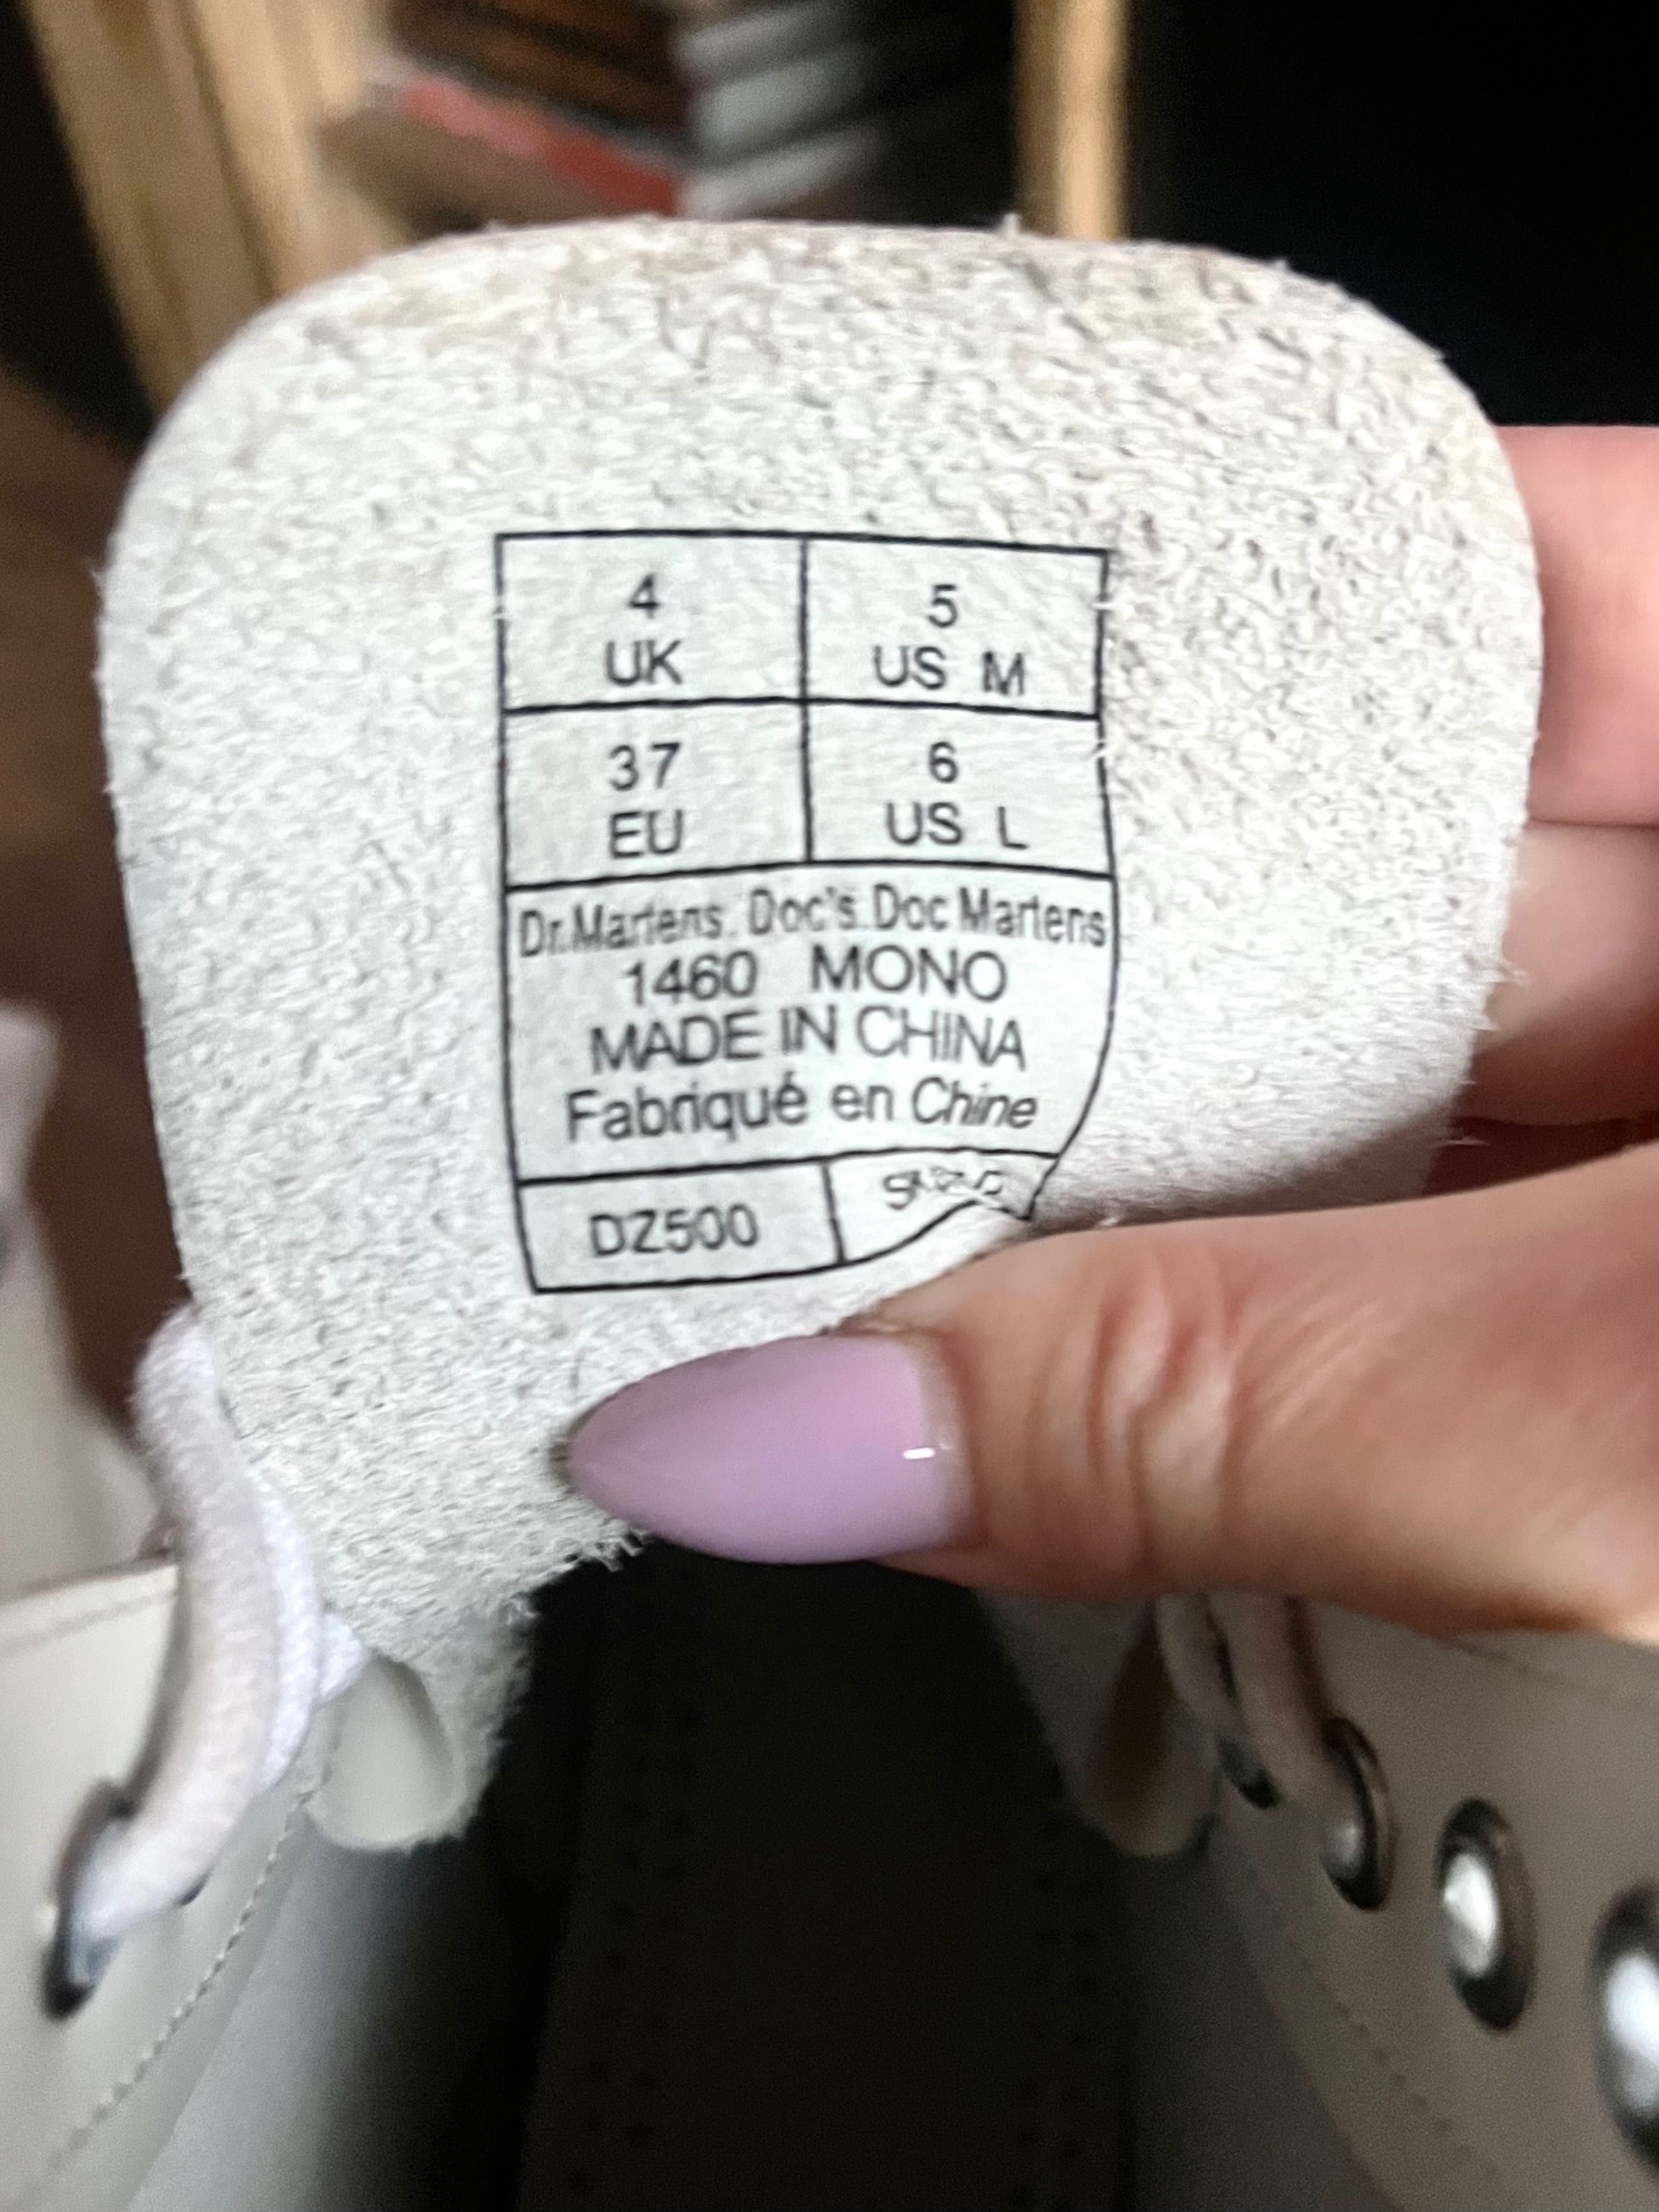 4 5
UK US M
37 6
EU US L
Dr.Martens. Doc's. Doc Martens
1460 MONO
MADE IN CHINA
Fabriqué en Chine
DZ500